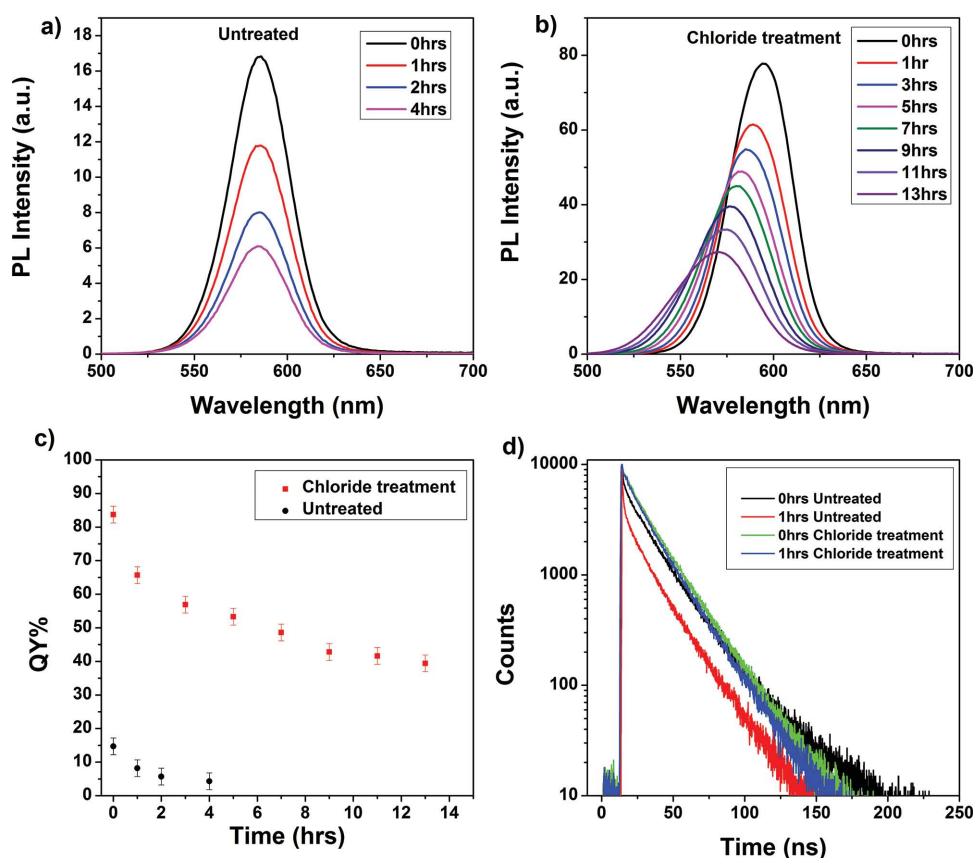 a)
Untreated
0hrs
1hrs
2hrs
4hrs
PL Intensity (a.u.)
18
16
14
12
10
8
6
4
2
0
500
550
600
650
700
Wavelength (nm)
b)
Chloride treatment
0hrs
1hr
3hrs
5hrs
7hrs
9hrs
11hrs
13hrs
PL Intensity (a.u.)
80
60
40
20
0
500
550
600
650
700
Wavelength (nm)
c)
Chloride treatment
Untreated
QY%
100
90
80
70
60
50
40
30
20
10
0
0
2
4
6
8
10
12
14
Time (hrs)
d)
0hrs Untreated
1hrs Untreated
0hrs Chloride treatment
1hrs Chloride treatment
Counts
10000
1000
100
10
0
50
100
150
200
250
Time (ns)